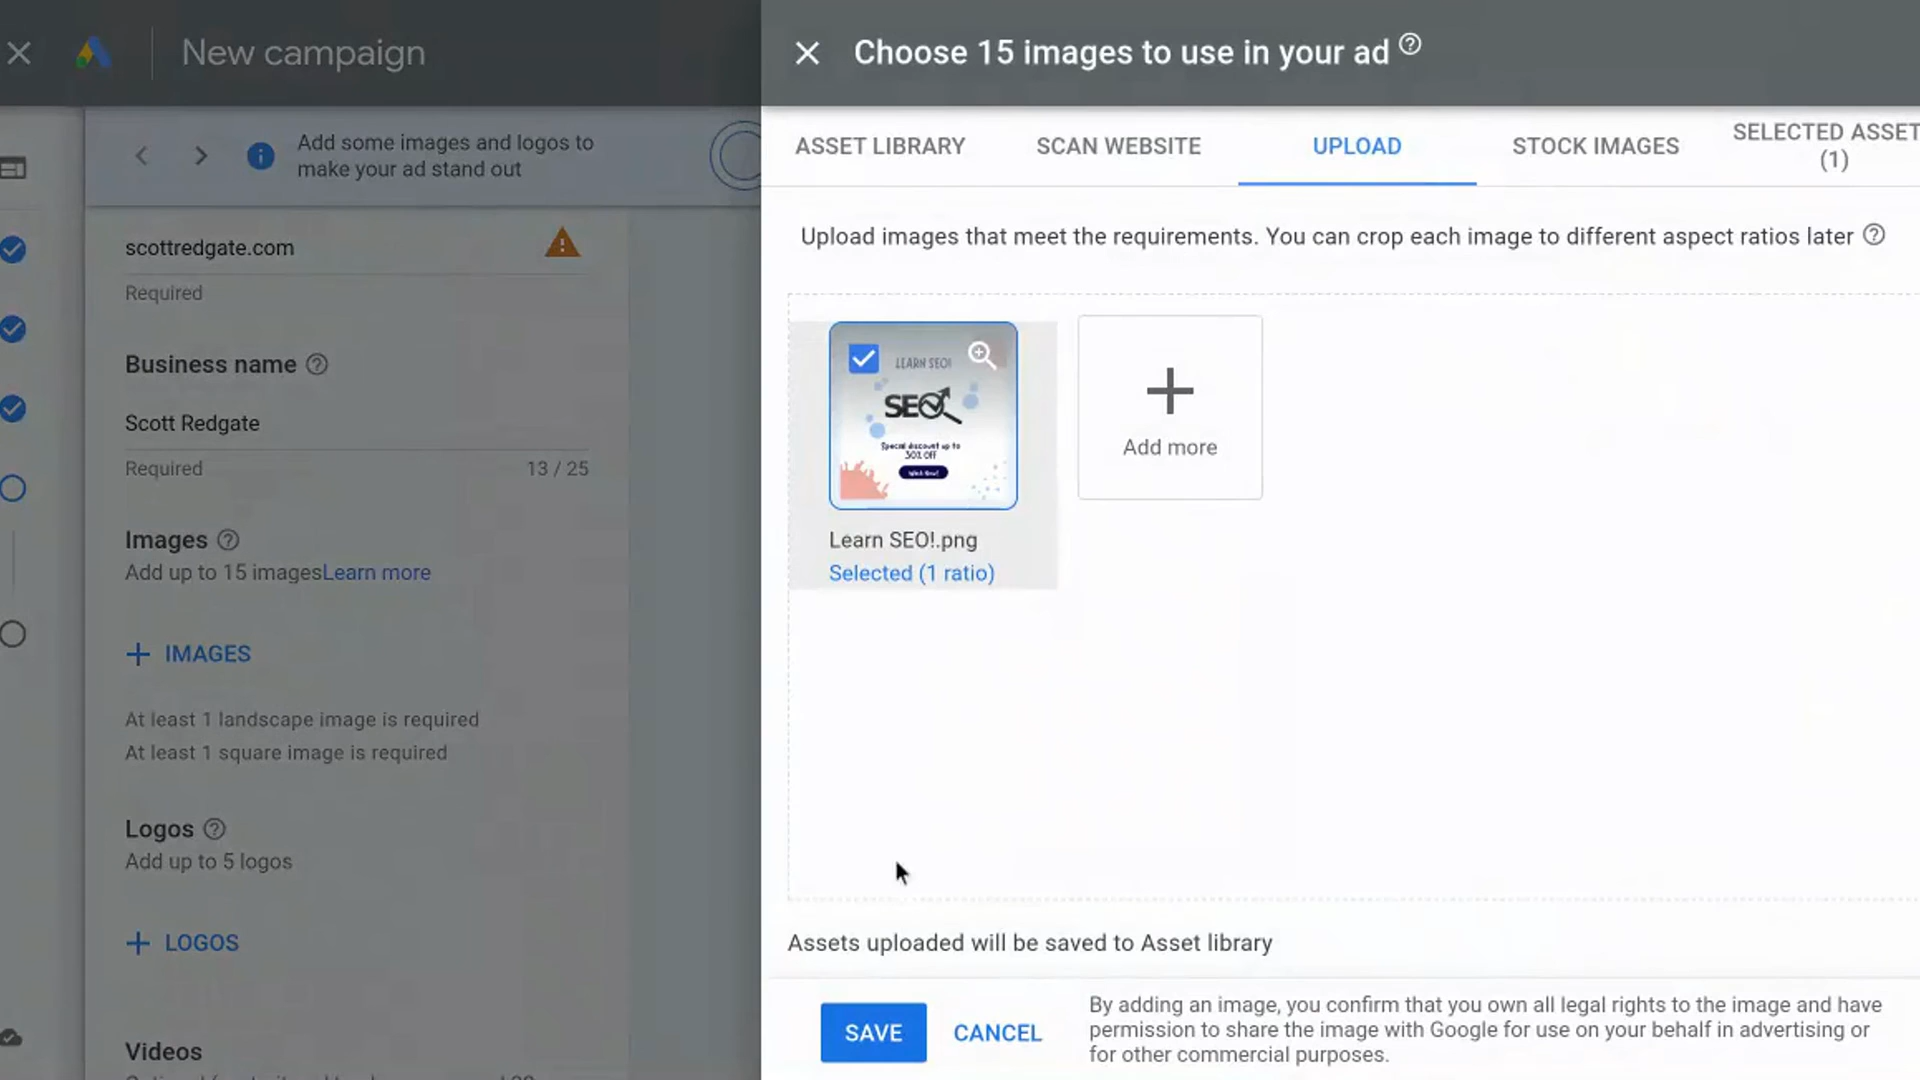 New campaign
Choose 15 images to use in your ad
Add some images and logos to
make your ad stand out
ASSET LIBRARY
SCAN WEBSITE
UPLOAD
STOCK IMAGES
SELECTED ASSET
(1)
scottredgate.com
Required
Business name
Scott Redgate
Required
13 / 25
Images
Add up to 15 imagesLearn more
+ IMAGES
At least 1 landscape image is required
At least 1 square image is required
Logos
Add up to 5 logos
+ LOGOS
Videos
Upload images that meet the requirements. You can crop each image to different aspect ratios later
LEARN SEO!
SEO
Special discount up to
30% OFF
Add more
Learn SEO!.png
Selected (1 ratio)
Assets uploaded will be saved to Asset library
SAVE
CANCEL
By adding an image, you confirm that you own all legal rights to the image and have
permission to share the image with Google for use on your behalf in advertising or
for other commercial purposes.